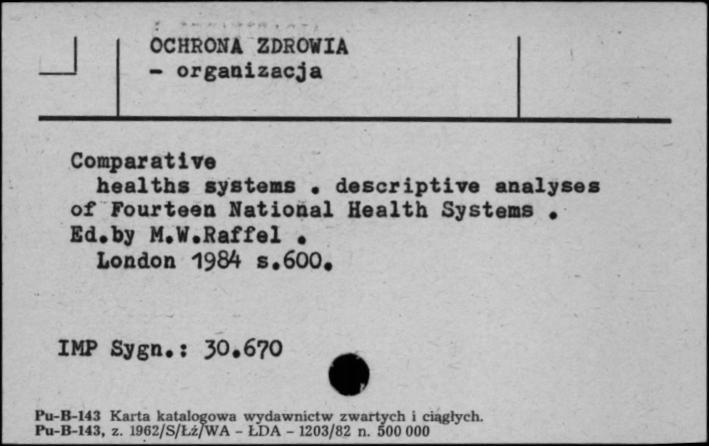 OCHRONA ZDROWIA
- organizacja
Comparative
healths systems . descriptive analyses
of Fourteen National Health Systems .
Ed.by M.W.Raffel .
London 1984 s.600.
IMP Sygn.: 30.670
Pu-B-143 Karta katalogowa wydawnictw zwartych i ciągłych.
Pu-B-143, z. 1962/S/Łź/WA - ŁDA - 1203/82 n. 500 000